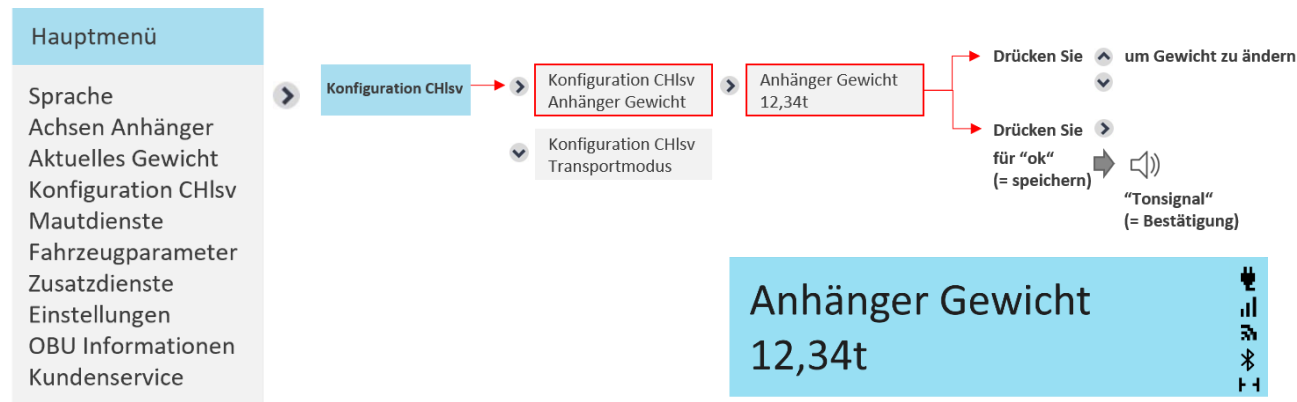 Hauptmenü
Sprache
Achsen Anhänger
Aktuelles Gewicht
Konfiguration CHlsv
Mautdienste
Fahrzeugparameter
Zusatzdienste
Einstellungen
OBU Informationen
Kundenservice
Konfiguration CHlsv
Konfiguration CHlsv
Anhänger Gewicht
Konfiguration CHlsv
Transportmodus
Anhänger Gewicht
12,34t
Drücken Sie um Gewicht zu ändern
Drücken Sie
für “ok“
(= speichern)
“Tonsignal“
(= Bestätigung)
Anhänger Gewicht
12,34t